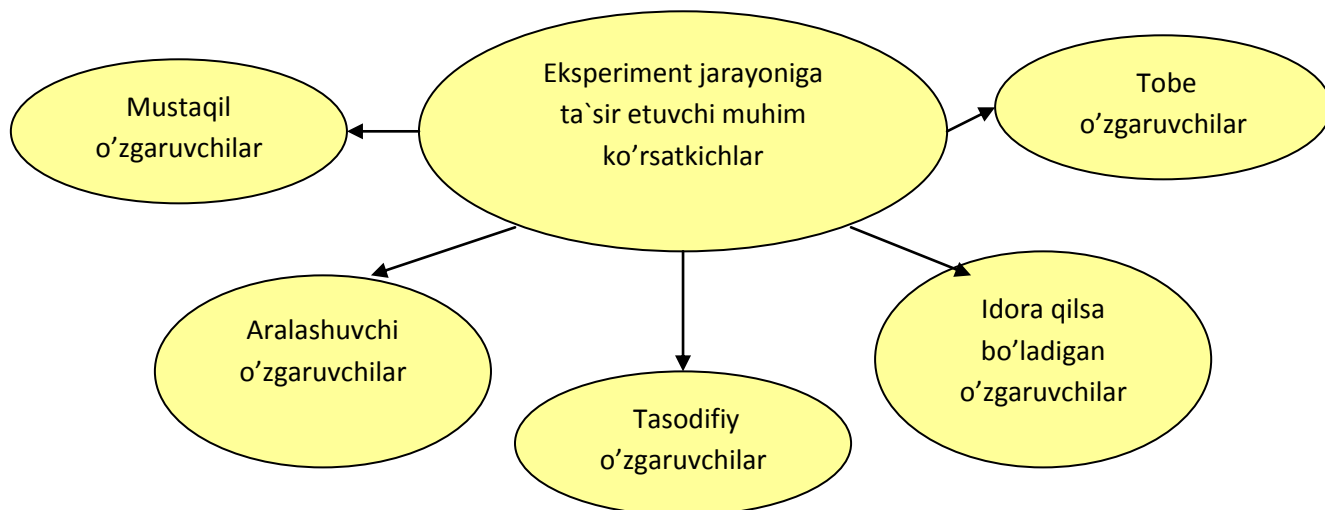 Eksperiment jarayoniga
ta`sir etuvchi muhim
ko’rsatkichlar
Mustaqil
o’zgaruvchilar
Tobe
o’zgaruvchilar
Aralashuvchi
o’zgaruvchilar
Tasodifiy
o’zgaruvchilar
Idora qilsa
bo’ladigan
o’zgaruvchilar